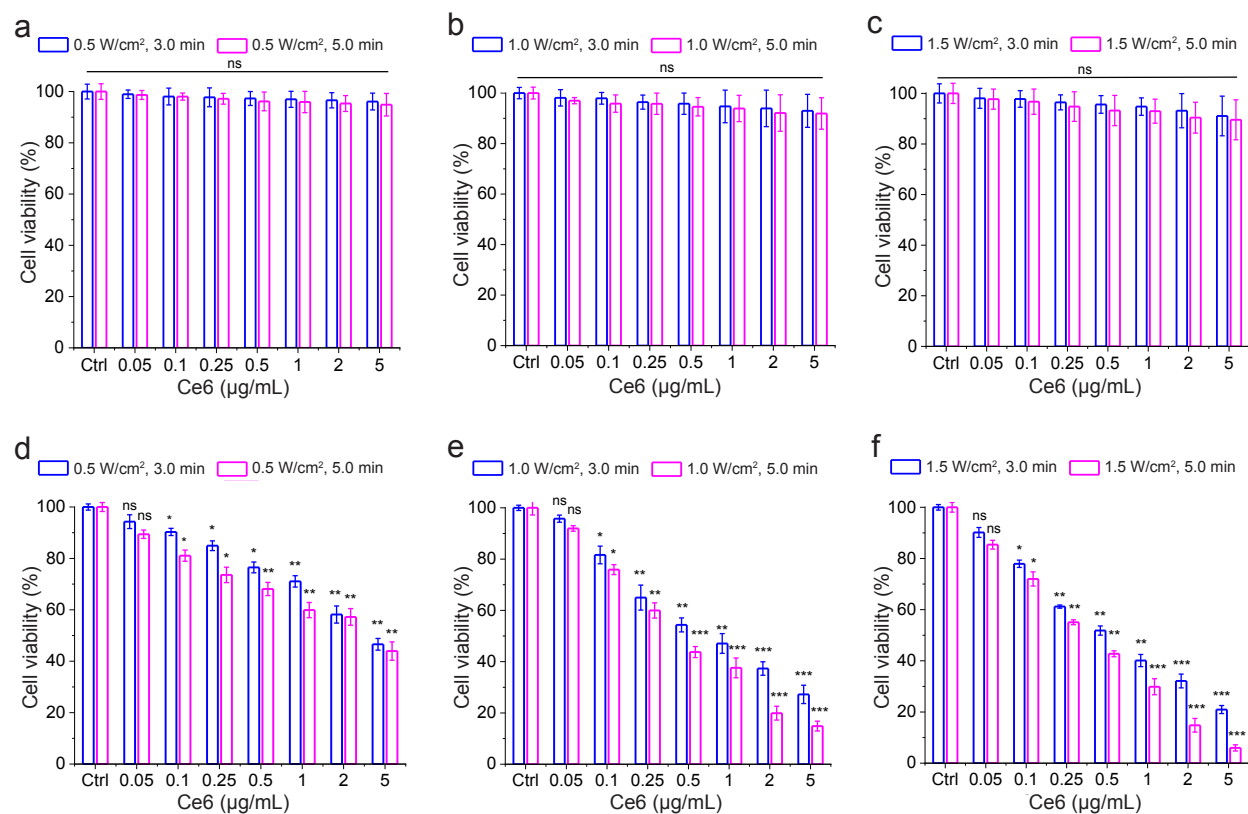 a
0.5 W/cm², 3.0 min 0.5 W/cm², 5.0 min
ns
Cell viability (%)
100
80
60
40
20
0
Ctrl 0.05 0.1 0.25 0.5 1 2 5
Ce6 (µg/mL)
b
1.0 W/cm², 3.0 min 1.0 W/cm², 5.0 min
ns
Cell viability (%)
100
80
60
40
20
0
Ctrl 0.05 0.1 0.25 0.5 1 2 5
Ce6 (µg/mL)
c
1.5 W/cm², 3.0 min 1.5 W/cm², 5.0 min
ns
Cell viability (%)
100
80
60
40
20
0
Ctrl 0.05 0.1 0.25 0.5 1 2 5
Ce6 (µg/mL)
d
0.5 W/cm², 3.0 min 0.5 W/cm², 5.0 min
Cell viability (%)
100
80
60
40
20
0
ns ns * * * * * ** ** ** ** ** ** **
Ctrl 0.05 0.1 0.25 0.5 1 2 5
Ce6 (µg/mL)
e
1.0 W/cm², 3.0 min 1.0 W/cm², 5.0 min
Cell viability (%)
100
80
60
40
20
0
ns ns * * ** ** ** *** ** *** *** *** *** ***
Ctrl 0.05 0.1 0.25 0.5 1 2 5
Ce6 (µg/mL)
f
1.5 W/cm², 3.0 min 1.5 W/cm², 5.0 min
Cell viability (%)
100
80
60
40
20
0
ns ns * * ** ** ** ** ** *** *** *** *** ***
Ctrl 0.05 0.1 0.25 0.5 1 2 5
Ce6 (µg/mL)